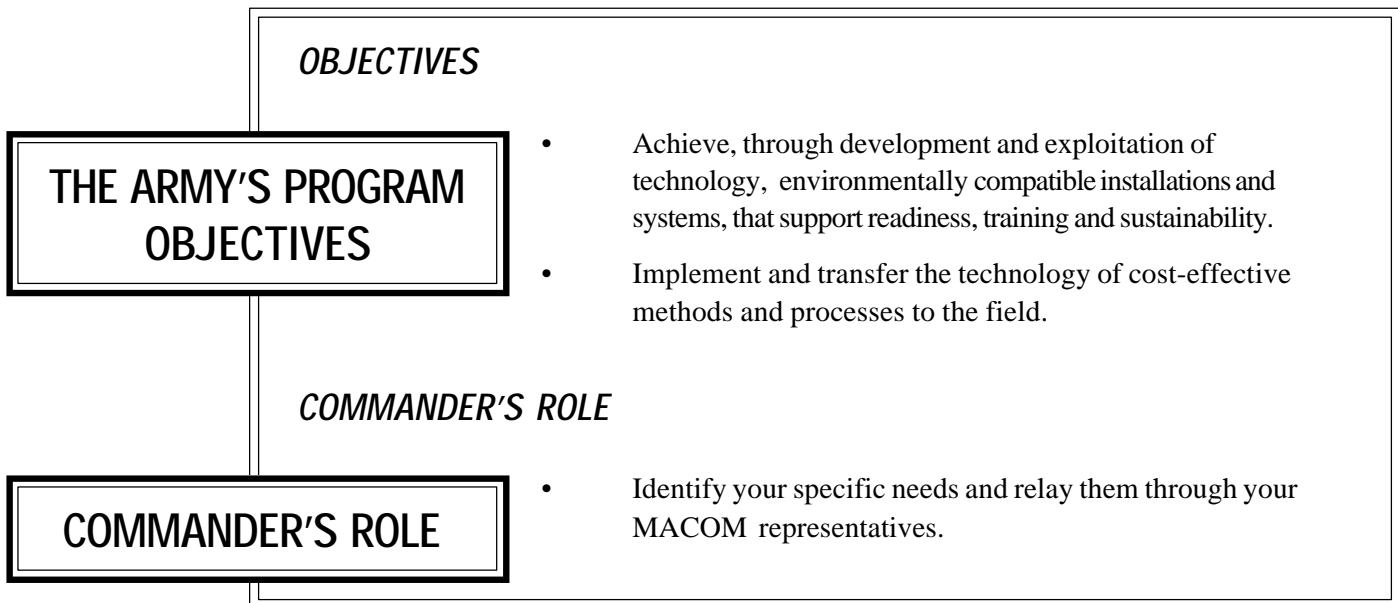 OBJECTIVES
THE ARMY'S PROGRAM
OBJECTIVES
• Achieve, through development and exploitation of
technology, environmentally compatible installations and
systems, that support readiness, training and sustainability.
• Implement and transfer the technology of cost-effective
methods and processes to the field.
COMMANDER'S ROLE
COMMANDER'S ROLE
• Identify your specific needs and relay them through your
MACOM representatives.